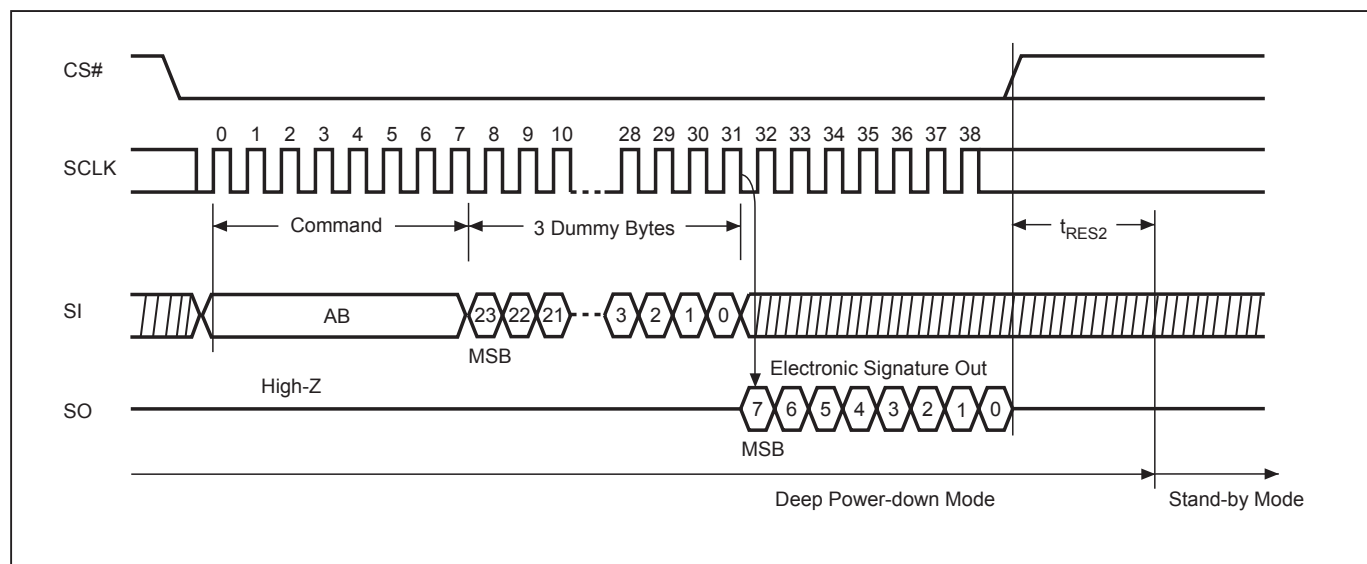 CS#
0 1 2 3 4 5 6 7 8 9 10 28 29 30 31 32 33 34 35 36 37 38
SCLK
Command
3 Dummy Bytes
tRES2
SI
AB
23 22 21 3 2 1 0
MSB
Electronic Signature Out
High-Z
SO
7 6 5 4 3 2 1 0
MSB
Deep Power-down Mode
Stand-by Mode